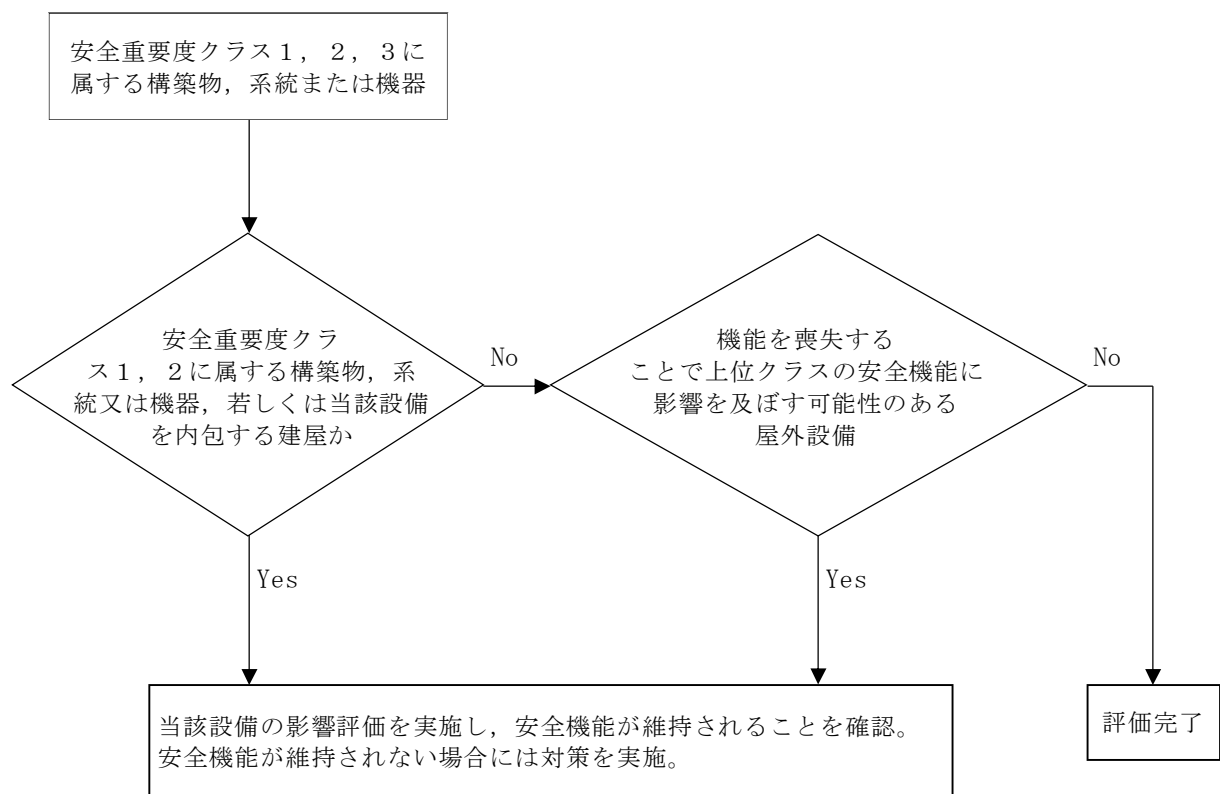 安全重要度クラス１，２，３に
属する構築物，系統または機器
安全重要度クラ
ス１，２に属する構築物，系
統又は機器，若しくは当該設備
を内包する建屋か
No
機能を喪失する
ことで上位クラスの安全機能に
影響を及ぼす可能性のある
屋外設備
No
Yes
Yes
当該設備の影響評価を実施し，安全機能が維持されることを確認。
安全機能が維持されない場合には対策を実施。
評価完了